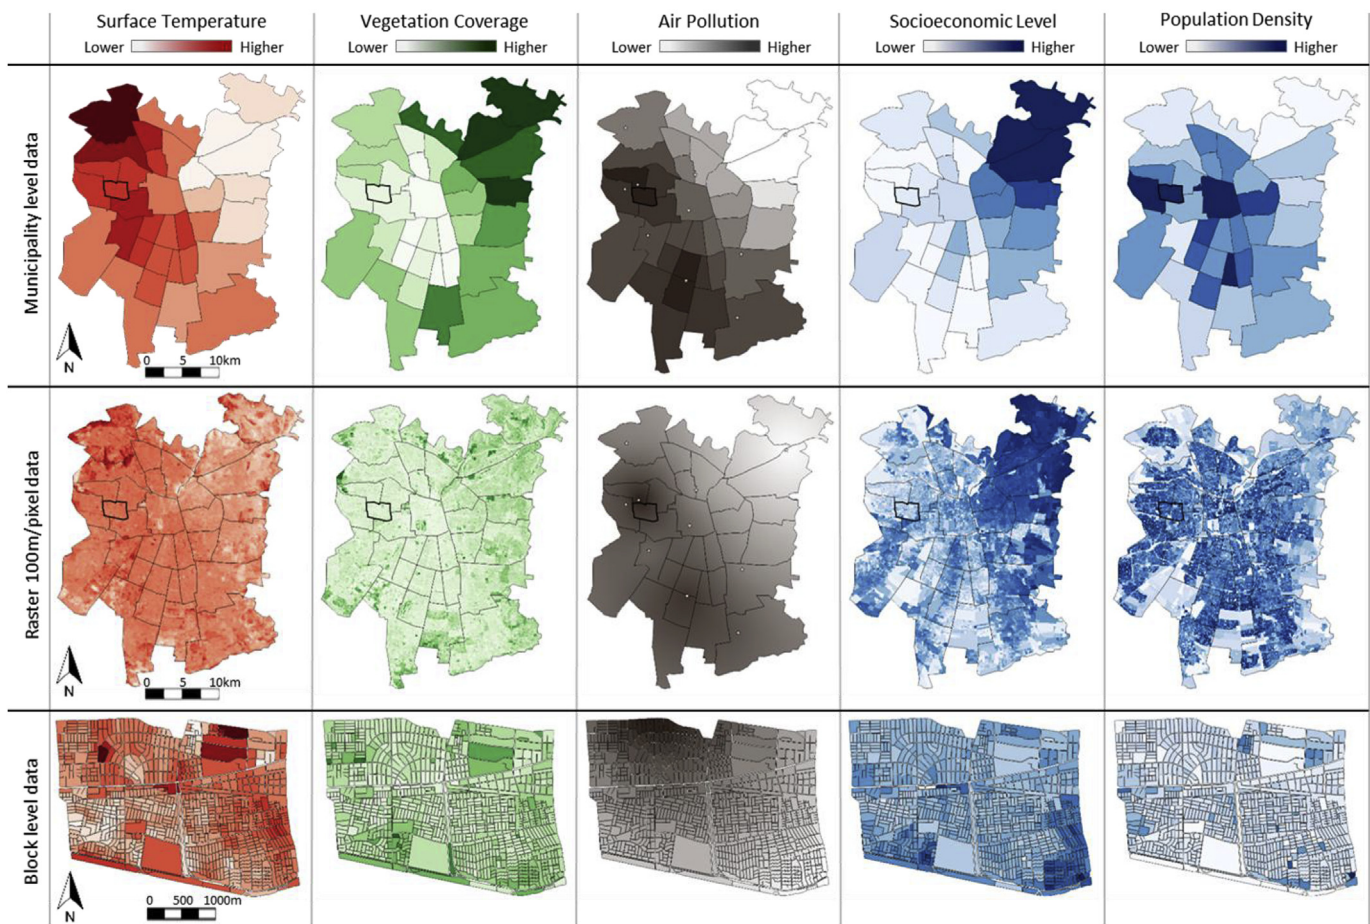 Surface Temperature
Vegetation Coverage
Air Pollution
Socioeconomic Level
Population Density
Lower Higher
Lower Higher
Lower Higher
Lower Higher
Lower Higher
Municipality level data
N
0 5 10km
Raster 100m/pixel data
N
0 5 10km
Block level data
N
0 500 1000m